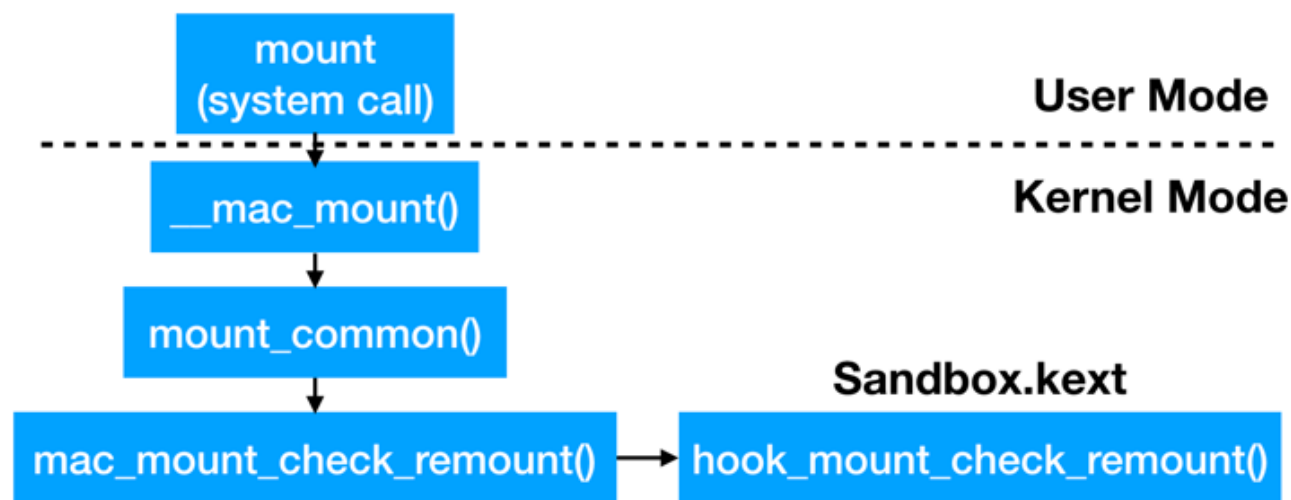 mount
(system call)
User Mode
__mac_mount()
Kernel Mode
mount_common()
Sandbox.kext
mac_mount_check_remount()
hook_mount_check_remount()